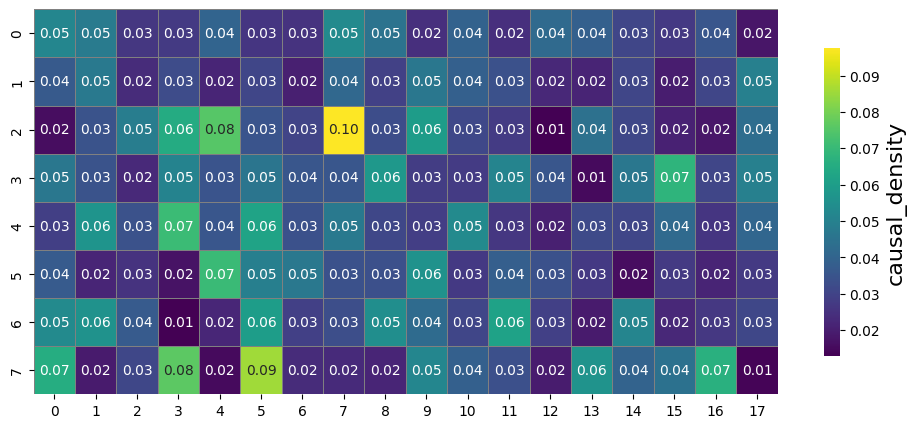 0 0.05 0.05 0.03 0.03 0.04 0.03 0.03 0.05 0.05 0.02 0.04 0.02 0.04 0.04 0.03 0.03 0.04 0.02
1 0.04 0.05 0.02 0.03 0.02 0.03 0.02 0.04 0.03 0.05 0.04 0.03 0.02 0.02 0.03 0.02 0.03 0.05
2 0.02 0.03 0.05 0.06 0.08 0.03 0.03 0.10 0.03 0.06 0.03 0.03 0.01 0.04 0.03 0.02 0.02 0.04
3 0.05 0.03 0.02 0.05 0.03 0.05 0.04 0.04 0.06 0.03 0.03 0.05 0.04 0.01 0.05 0.07 0.03 0.05
4 0.03 0.06 0.03 0.07 0.04 0.06 0.03 0.05 0.03 0.03 0.05 0.03 0.02 0.03 0.03 0.04 0.03 0.04
5 0.04 0.02 0.03 0.02 0.07 0.05 0.05 0.03 0.03 0.06 0.03 0.04 0.03 0.03 0.02 0.03 0.02 0.03
6 0.05 0.06 0.04 0.01 0.02 0.06 0.03 0.03 0.05 0.04 0.03 0.06 0.03 0.02 0.05 0.02 0.03 0.03
7 0.07 0.02 0.03 0.08 0.02 0.09 0.02 0.02 0.02 0.05 0.04 0.03 0.02 0.06 0.04 0.04 0.07 0.01
0 1 2 3 4 5 6 7 8 9 10 11 12 13 14 15 16 17
0.09
0.08
0.07
0.06
0.05
0.04
0.03
0.02
causal_density